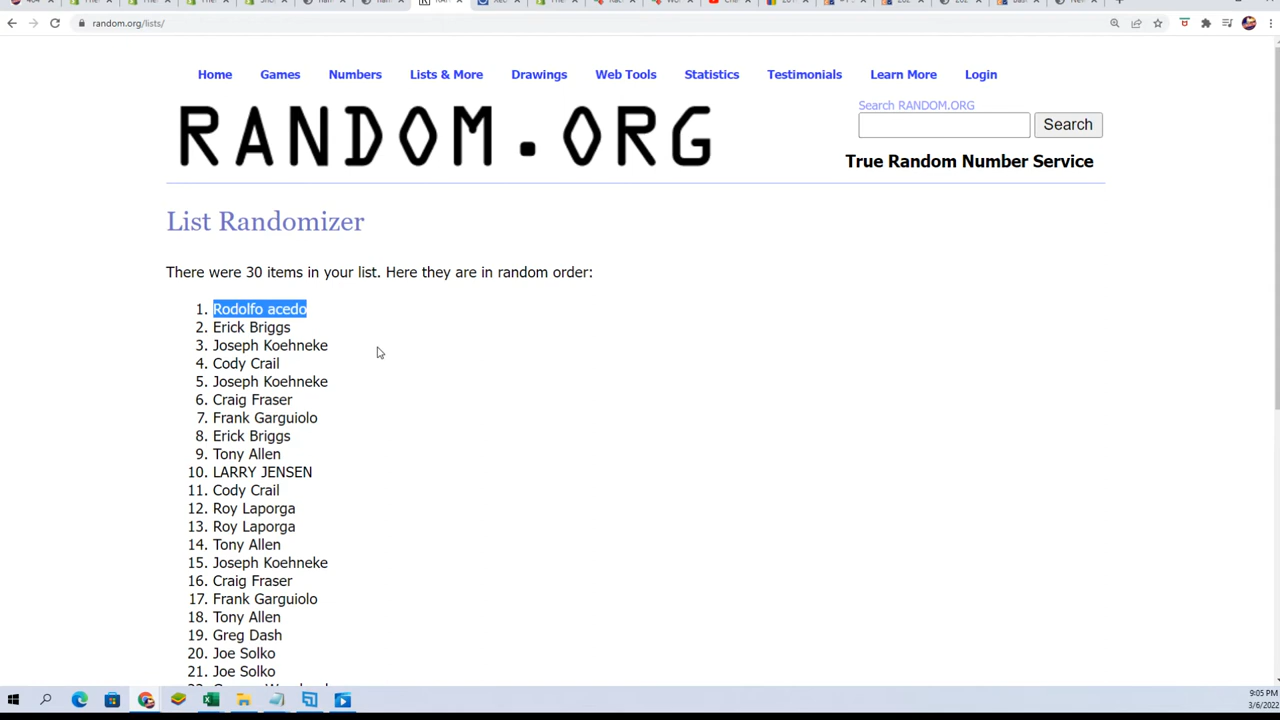 random.org/lists/
Home Games Numbers Lists & More Drawings Web Tools Statistics Testimonials Learn More Login
RANDOM.ORG
Search RANDOM.ORG
Search
True Random Number Service
List Randomizer
There were 30 items in your list. Here they are in random order:
1. Rodolfo acedo
2. Erick Briggs
3. Joseph Koehneke
4. Cody Crail
5. Joseph Koehneke
6. Craig Fraser
7. Frank Garguiolo
8. Erick Briggs
9. Tony Allen
10. LARRY JENSEN
11. Cody Crail
12. Roy Laporga
13. Roy Laporga
14. Tony Allen
15. Joseph Koehneke
16. Craig Fraser
17. Frank Garguiolo
18. Tony Allen
19. Greg Dash
20. Joe Solko
21. Joe Solko
9:05 PM
3/6/2022